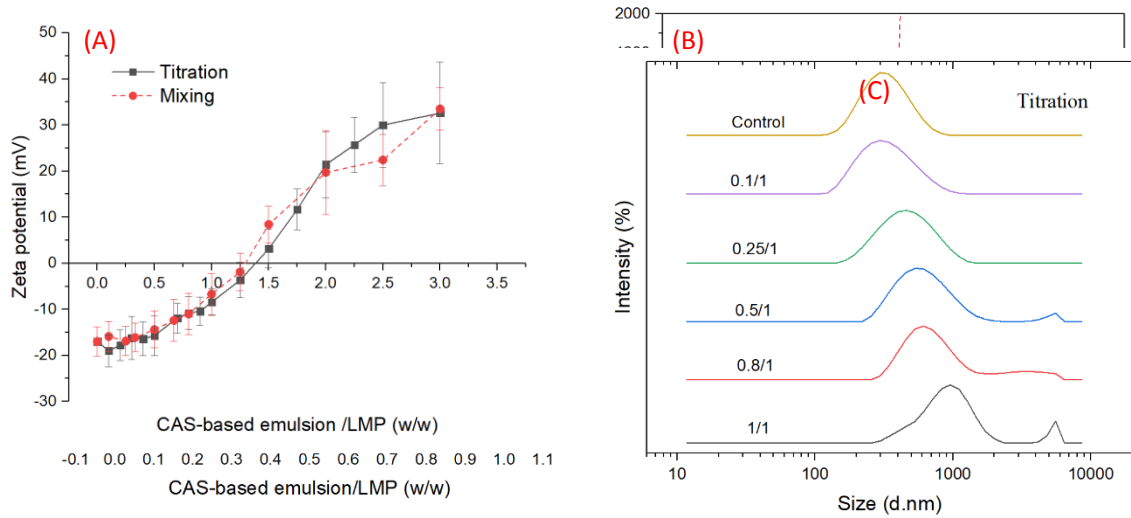 (A)
Titration
Mixing
Zeta potential (mV)
50
40
30
20
10
0
-10
-20
-30
0.0 0.5 1.0 1.5 2.0 2.5 3.0 3.5
CAS-based emulsion /LMP (w/w)
-0.1 0.0 0.1 0.2 0.3 0.4 0.5 0.6 0.7 0.8 0.9 1.0 1.1
CAS-based emulsion/LMP (w/w)
2000
(B)
(C)
Titration
Control
0.1/1
0.25/1
0.5/1
0.8/1
1/1
Intensity (%)
10 100 1000 10000
Size (d.nm)